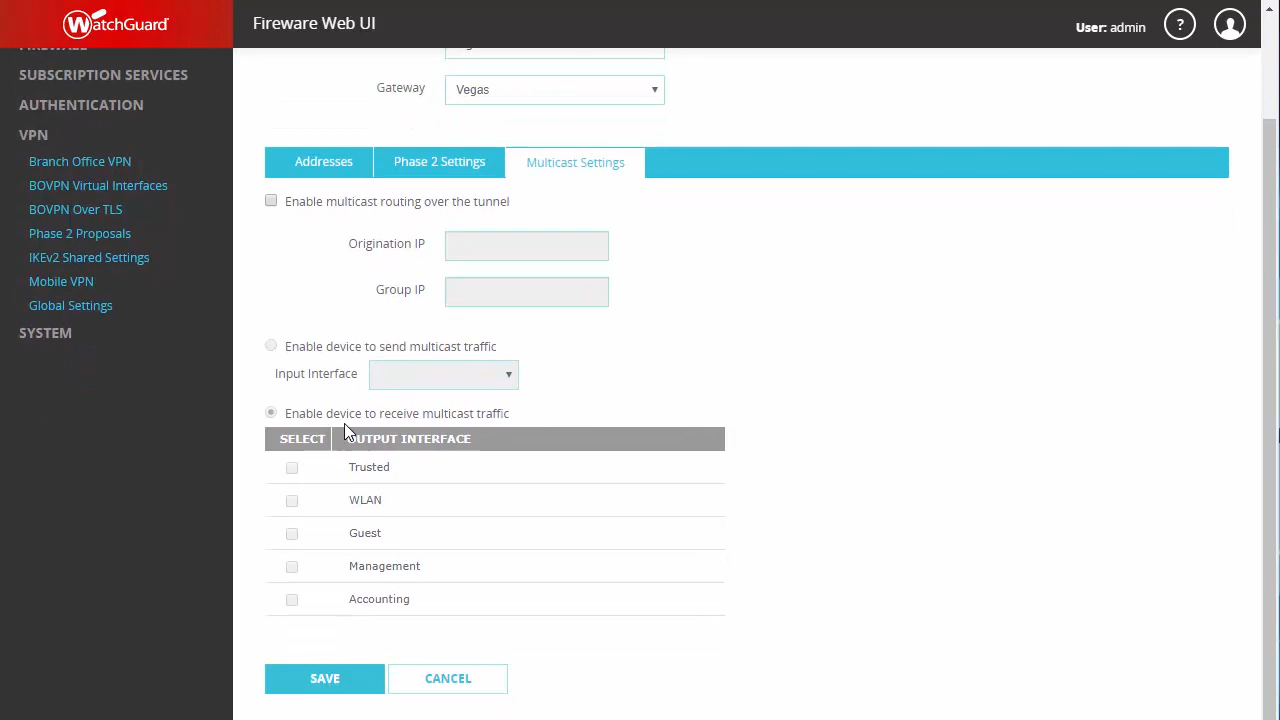 WatchGuard
Fireware Web UI
User: admin
?
FIREWALL
SUBSCRIPTION SERVICES
AUTHENTICATION
VPN
Branch Office VPN
BOVPN Virtual Interfaces
BOVPN Over TLS
Phase 2 Proposals
IKEv2 Shared Settings
Mobile VPN
Global Settings
SYSTEM
Gateway
Vegas
Addresses
Phase 2 Settings
Multicast Settings
Enable multicast routing over the tunnel
Origination IP
Group IP
Enable device to send multicast traffic
Input Interface
Enable device to receive multicast traffic
SELECT OUTPUT INTERFACE
Trusted
WLAN
Guest
Management
Accounting
SAVE
CANCEL